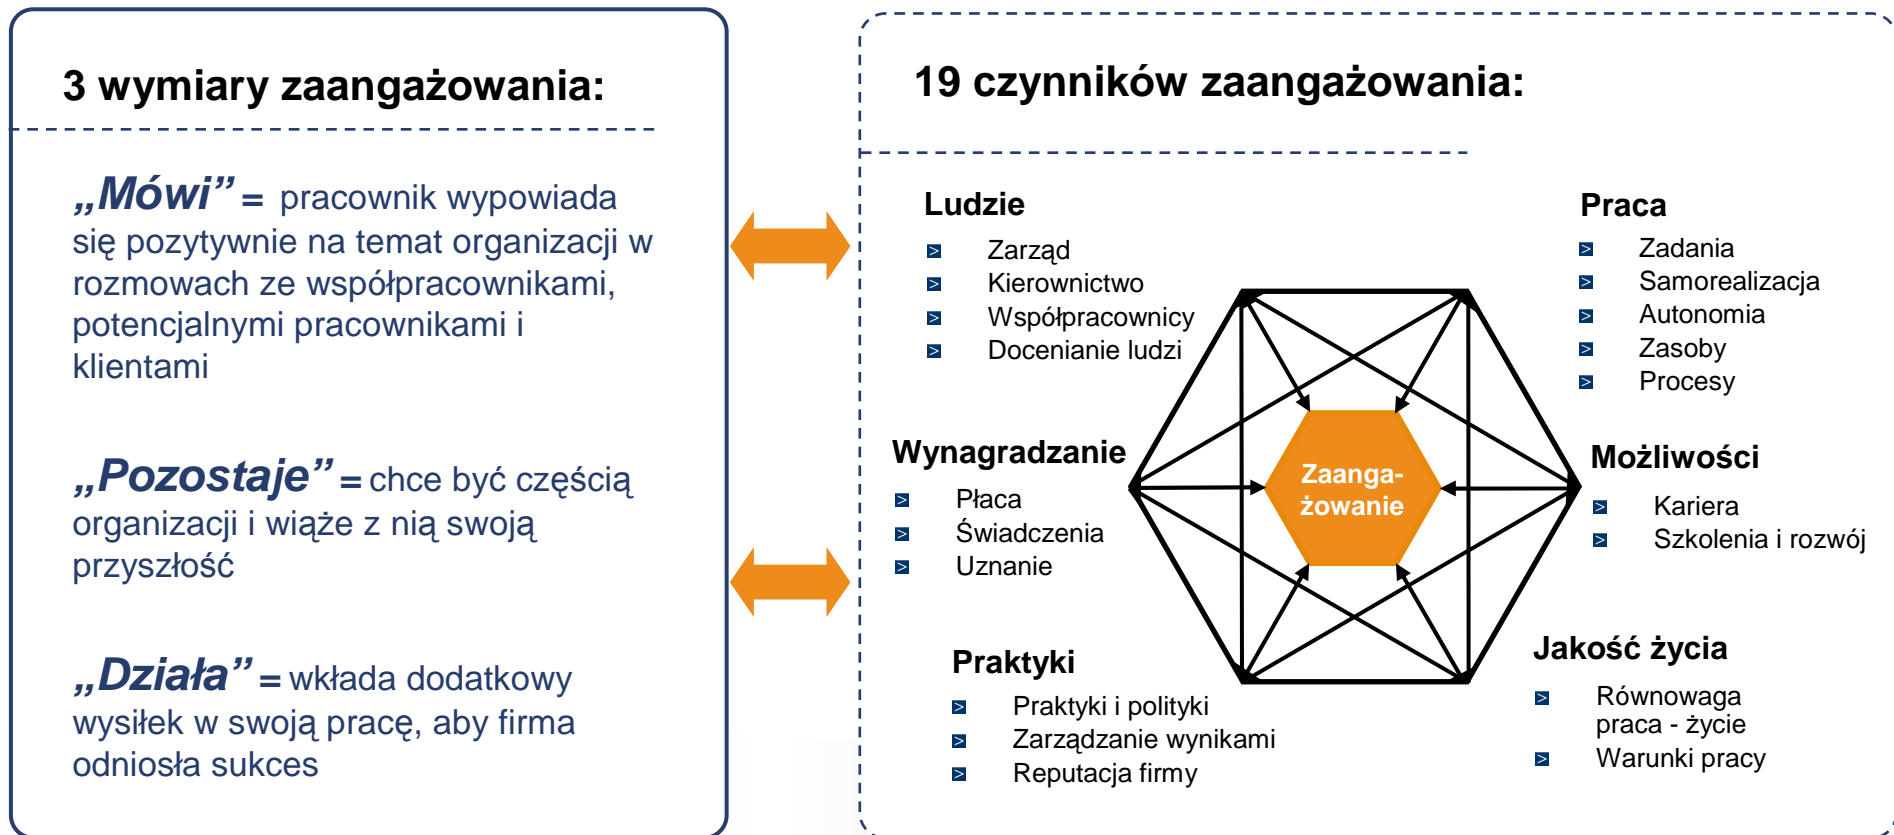 3 wymiary zaangażowania:
„Mówi” = pracownik wypowiada
się pozytywnie na temat organizacji w
rozmowach ze współpracownikami,
potencjalnymi pracownikami i
klientami
„Pozostaje” = chce być częścią
organizacji i wiąże z nią swoją
przyszłość
„Działa” = wkłada dodatkowy
wysiłek w swoją pracę, aby firma
odniosła sukces
19 czynników zaangażowania:
Ludzie
Zarząd
Kierownictwo
Współpracownicy
Docenianie ludzi
Praca
Zadania
Samorealizacja
Autonomia
Zasoby
Procesy
Wynagradzanie
Płaca
Świadczenia
Uznanie
Zaanga-
żowanie
Możliwości
Kariera
Szkolenia i rozwój
Praktyki
Praktyki i polityki
Zarządzanie wynikami
Reputacja firmy
Jakość życia
Równowaga
praca - życie
Warunki pracy